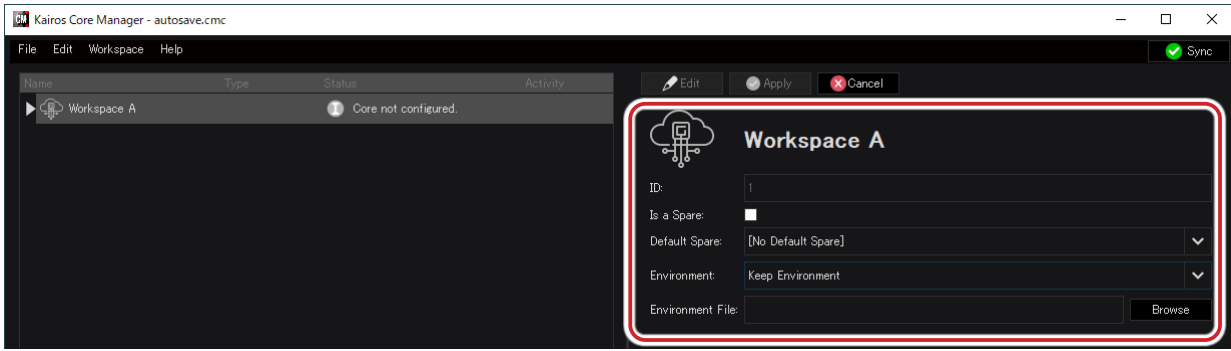 CM Kairos Core Manager - autosave.cmc
File Edit Workspace Help Sync
Name Type Status Activity Edit Apply Cancel
Workspace A Core not configured.
Workspace A
ID: 1
Is a Spare:
Default Spare: [No Default Spare]
Environment: Keep Environment
Environment File: Browse